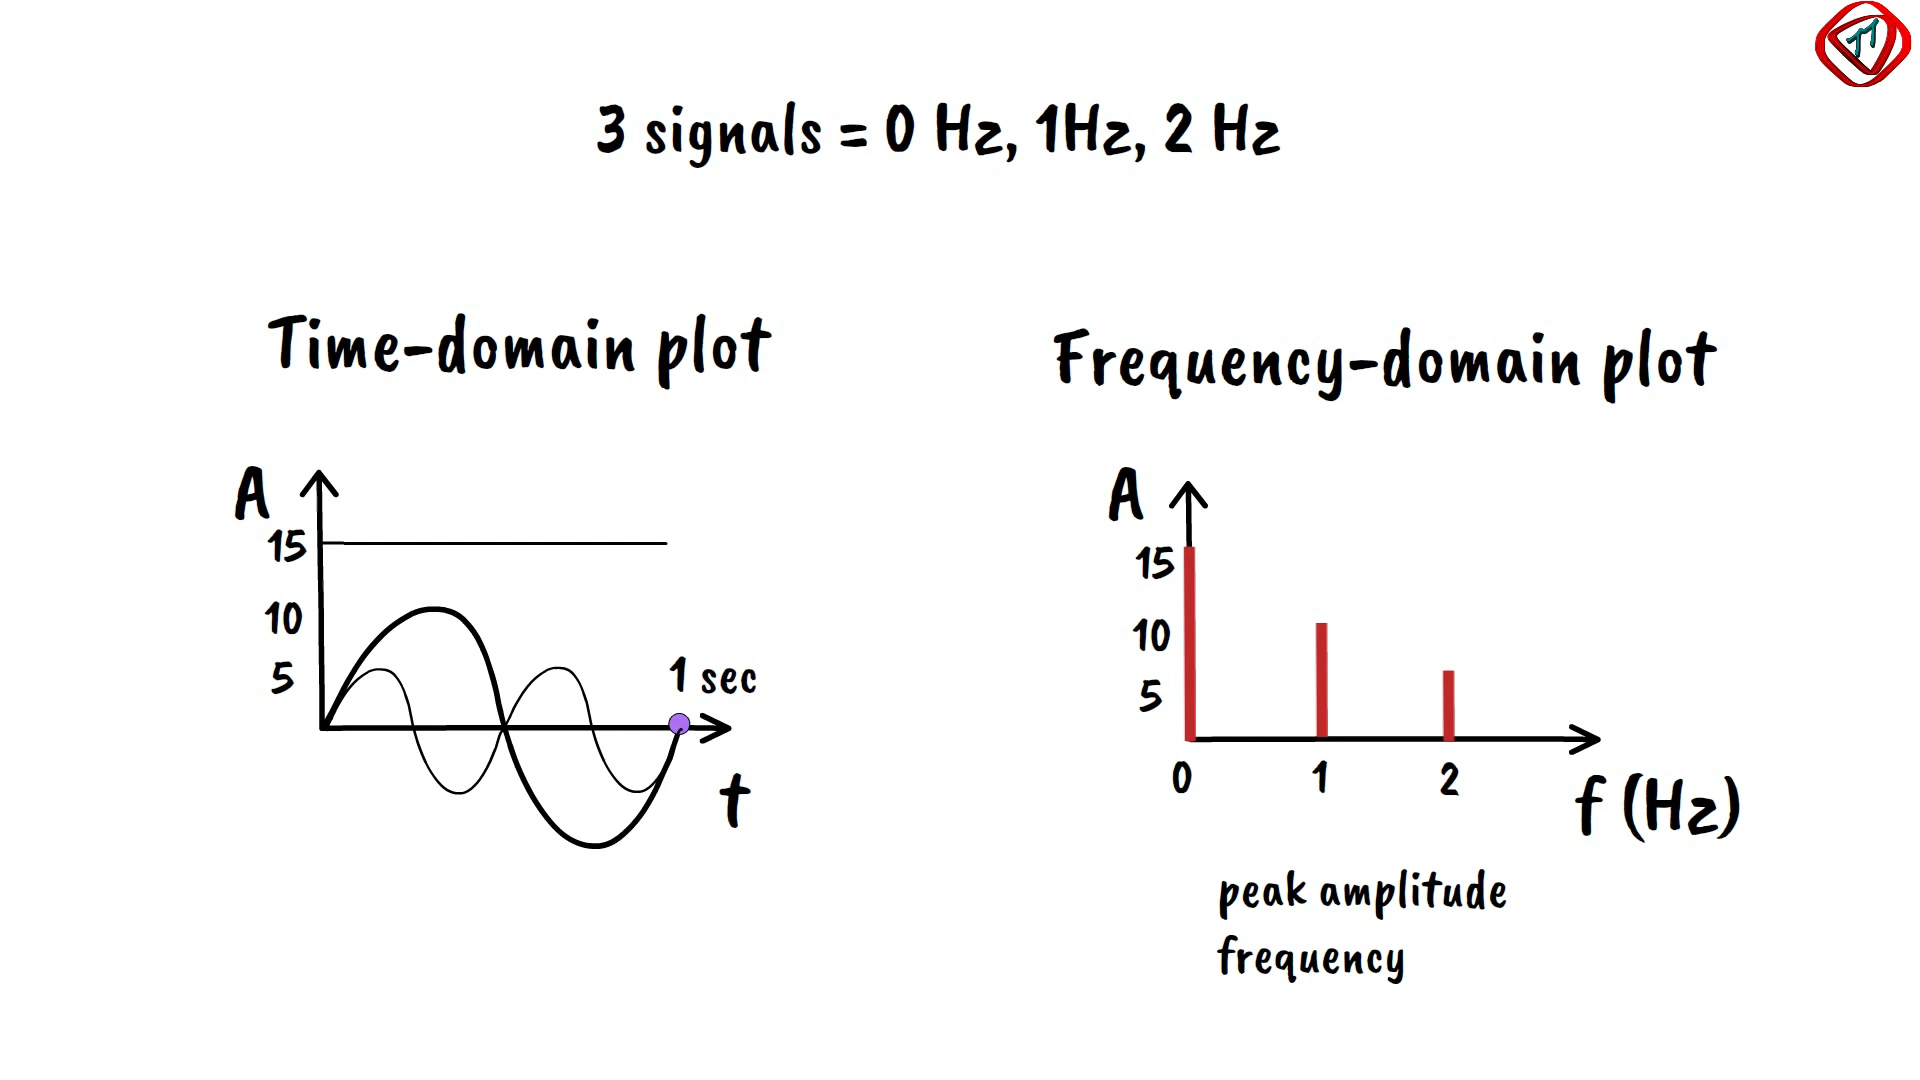 3 signals = 0 Hz, 1Hz, 2 Hz
Time-domain plot
A
15
10
5
1 sec
t
Frequency-domain plot
A
15
10
5
0 1 2
f (Hz)
peak amplitude
frequency